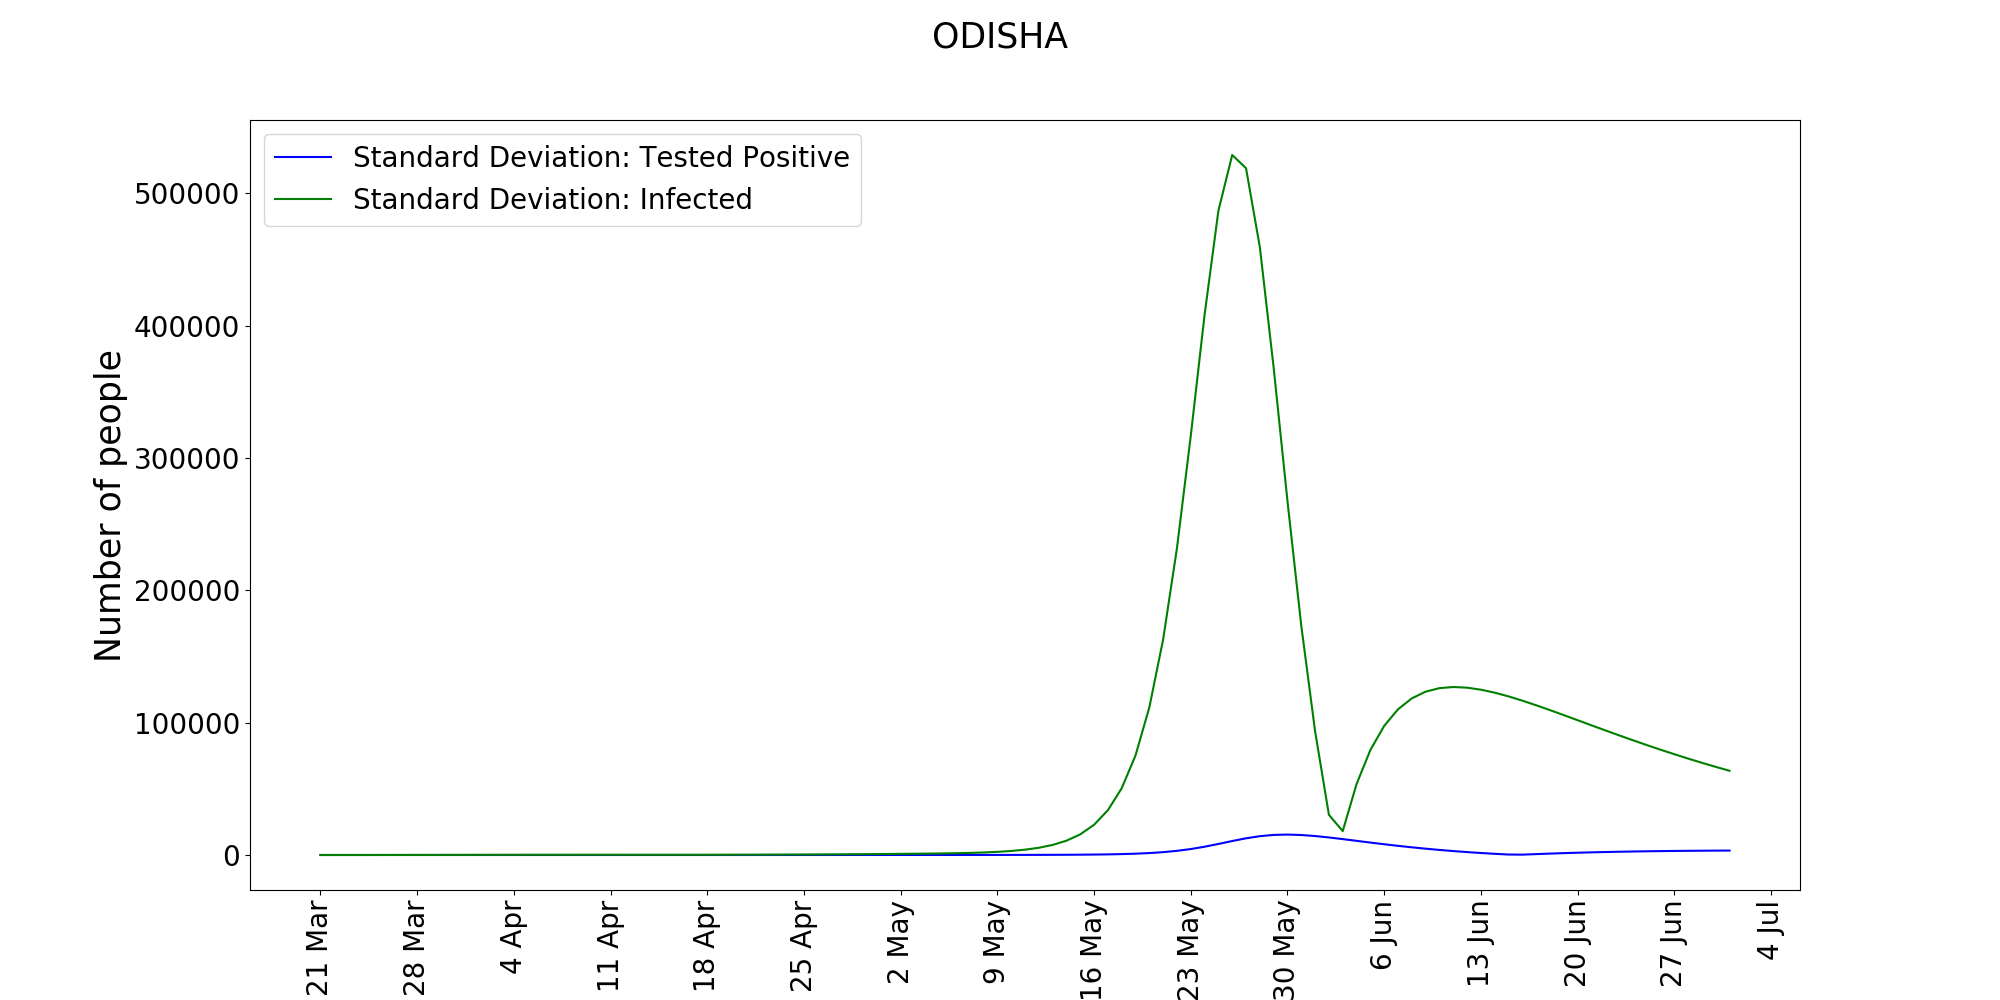 ODISHA
Standard Deviation: Tested Positive
Standard Deviation: Infected
Number of people
500000
400000
300000
200000
100000
0
21 Mar
28 Mar
4 Apr
11 Apr
18 Apr
25 Apr
2 May
9 May
16 May
23 May
30 May
6 Jun
13 Jun
20 Jun
27 Jun
4 Jul